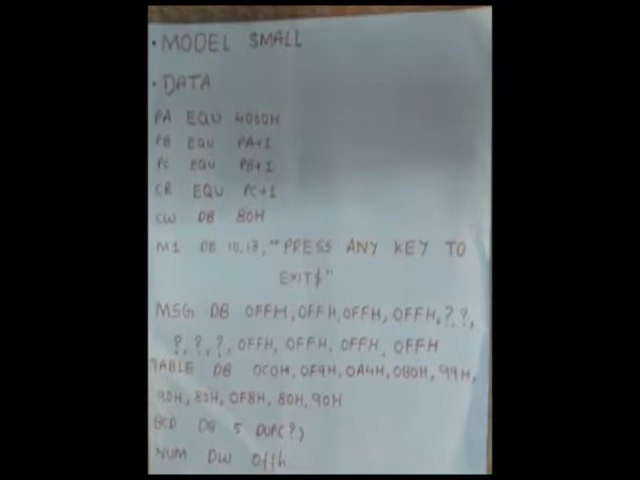 .MODEL SMALL
.DATA
PA EQU 4080H
PB EQU PA+1
PC EQU PB+1
CR EQU PC+1
CW DB 80H
M1 DB 10,13,"PRESS ANY KEY TO
EXIT$"
MSG DB 0FFH,0FFH,0FFH,0FFH,?,?,
?,?,?,0FFH,0FFH,0FFH,0FFH
TABLE DB 0C0H,0F9H,0A4H,0B0H,99H,
92H,82H,0F8H,80H,90H
BCD DB 5 DUP(?)
NUM DW 0ffh